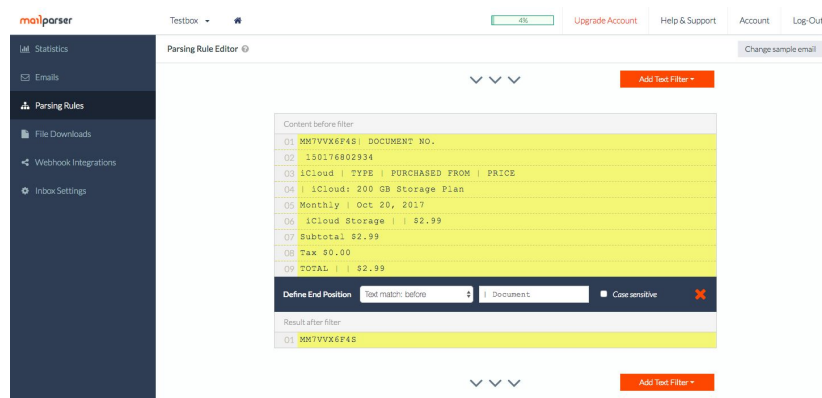 mailparser
Testbox
4%
Upgrade Account
Help & Support
Account
Log-Out
Statistics
Emails
Parsing Rules
File Downloads
Webhook Integrations
Inbox Settings
Parsing Rule Editor
Change sample email
Add Text Filter
Content before filter
01 MM7VVX6F4S| DOCUMENT NO.
02 150176802934
03 iCloud | TYPE | PURCHASED FROM | PRICE
04 | iCloud: 200 GB Storage Plan
05 Monthly | Oct 20, 2017
06 iCloud Storage | | $2.99
07 Subtotal $2.99
08 Tax $0.00
09 TOTAL | | $2.99
Define End Position Text match: before | Document Case sensitive
Result after filter
01 MM7VVX6F4S
Add Text Filter